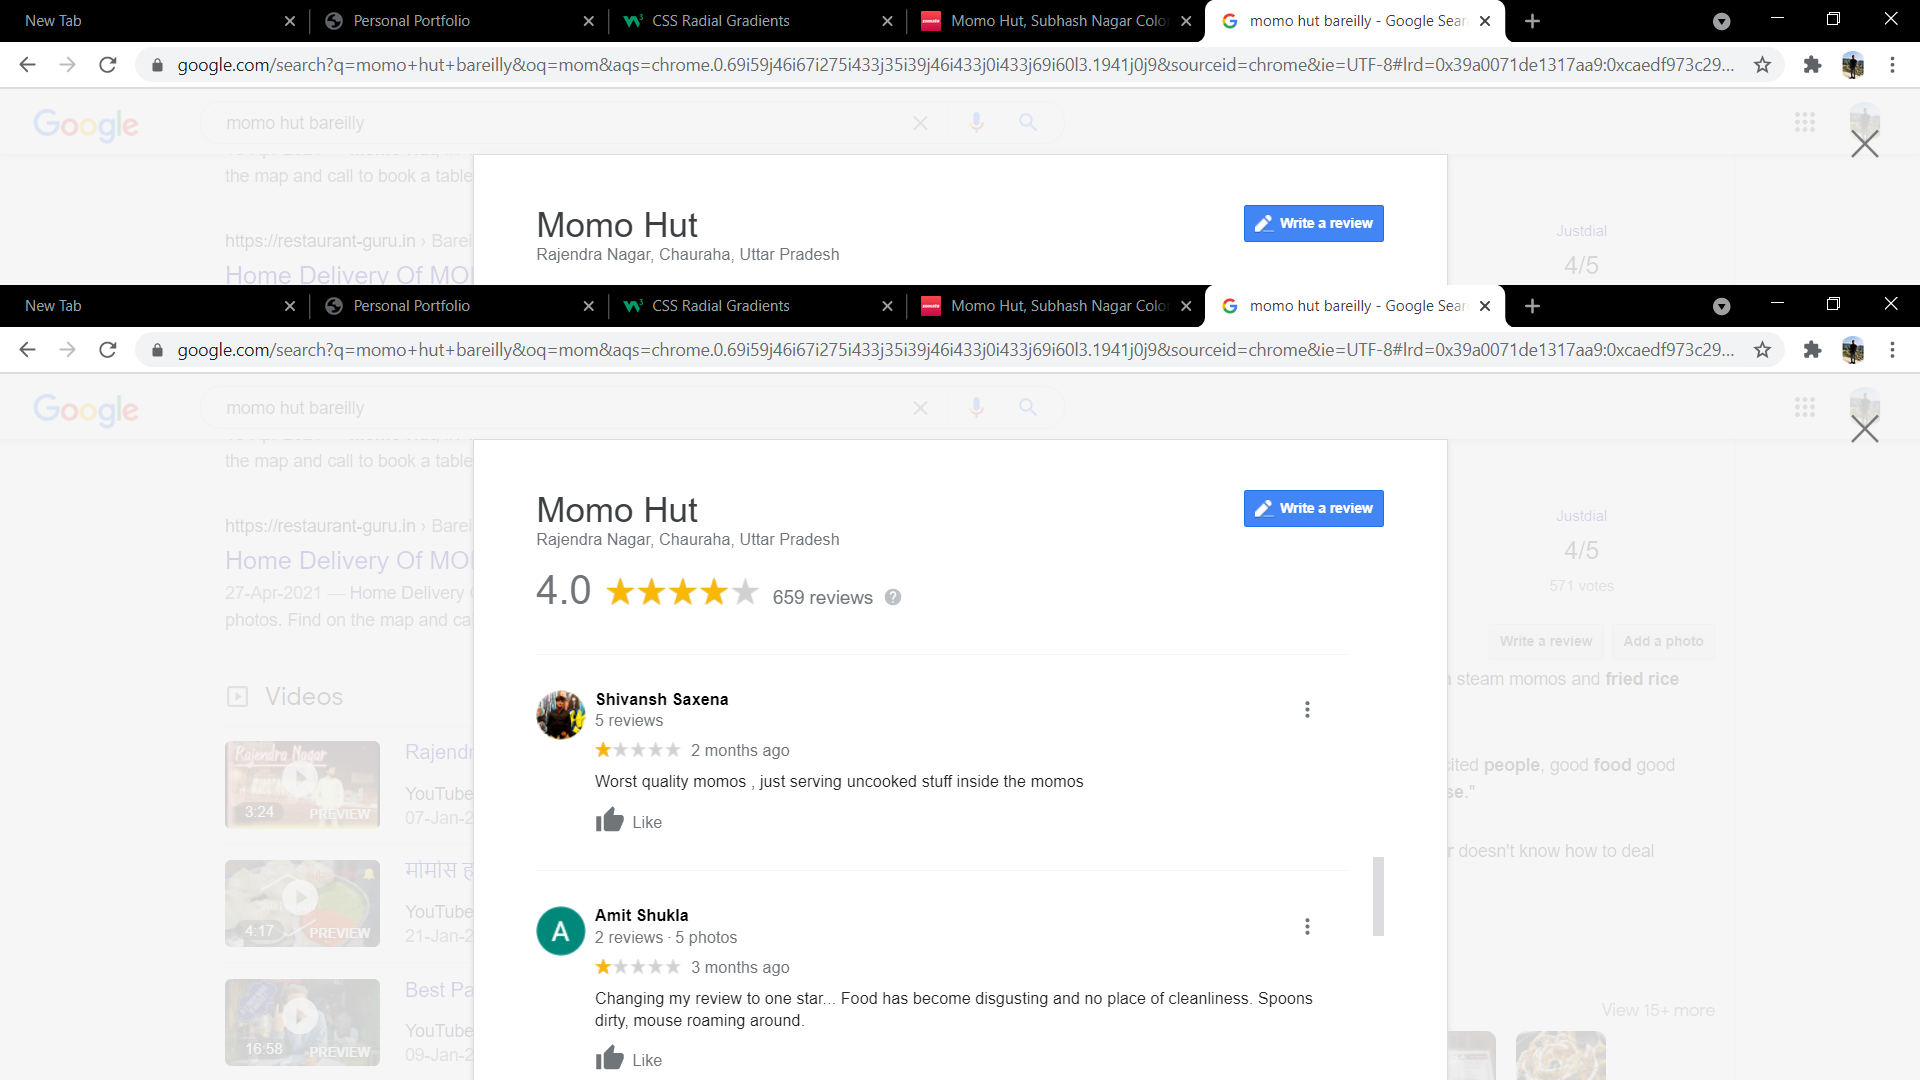 New Tab
Personal Portfolio
CSS Radial Gradients
Momo Hut, Subhash Nagar Colo
momo hut bareilly - Google Sear
google.com/search?q=momo+hut+bareilly&oq=mom&aqs=chrome.0.69i59j46i67i275i433j35i39j46i433j0i433j69i60l3.1941j0j9&sourceid=chrome&ie=UTF-8#lrd=0x39a0071de1317aa9:0xcaedf973c29...
Google
momo hut bareilly
the map and call to book a table
Momo Hut
Write a review
Rajendra Nagar, Chauraha, Uttar Pradesh
https://restaurant-guru.in › Barei
Home Delivery Of MO
Justdial
4/5
New Tab
Personal Portfolio
CSS Radial Gradients
zomato
Momo Hut, Subhash Nagar Colo
momo hut bareilly - Google Sear
google.com/search?q=momo+hut+bareilly&oq=mom&aqs=chrome.0.69i59j46i67i275i433j35i39j46i433j0i433j69i60l3.1941j0j9&sourceid=chrome&ie=UTF-8#lrd=0x39a0071de1317aa9:0xcaedf973c29...
Google
momo hut bareilly
the map and call to book a table
Momo Hut
Write a review
Rajendra Nagar, Chauraha, Uttar Pradesh
https://restaurant-guru.in › Barei
Home Delivery Of MO
27-Apr-2021 — Home Delivery
photos. Find on the map and ca
Justdial
4/5
571 votes
4.0
659 reviews
Write a review
Add a photo
steam momos and fried rice
Videos
Shivansh Saxena
5 reviews
2 months ago
Worst quality momos , just serving uncooked stuff inside the momos
Like
Rajendra Nagar
3:24
PREVIEW
Rajendr
YouTube
07-Jan-2
cited people, good food good
se."
r doesn't know how to deal
Amit Shukla
A
2 reviews · 5 photos
3 months ago
Changing my review to one star... Food has become disgusting and no place of cleanliness. Spoons
dirty, mouse roaming around.
Like
4:17
PREVIEW
मोमोस ह
YouTube
21-Jan-2
16:58
PREVIEW
Best Pa
YouTube
09-Jan-2
View 15+ more